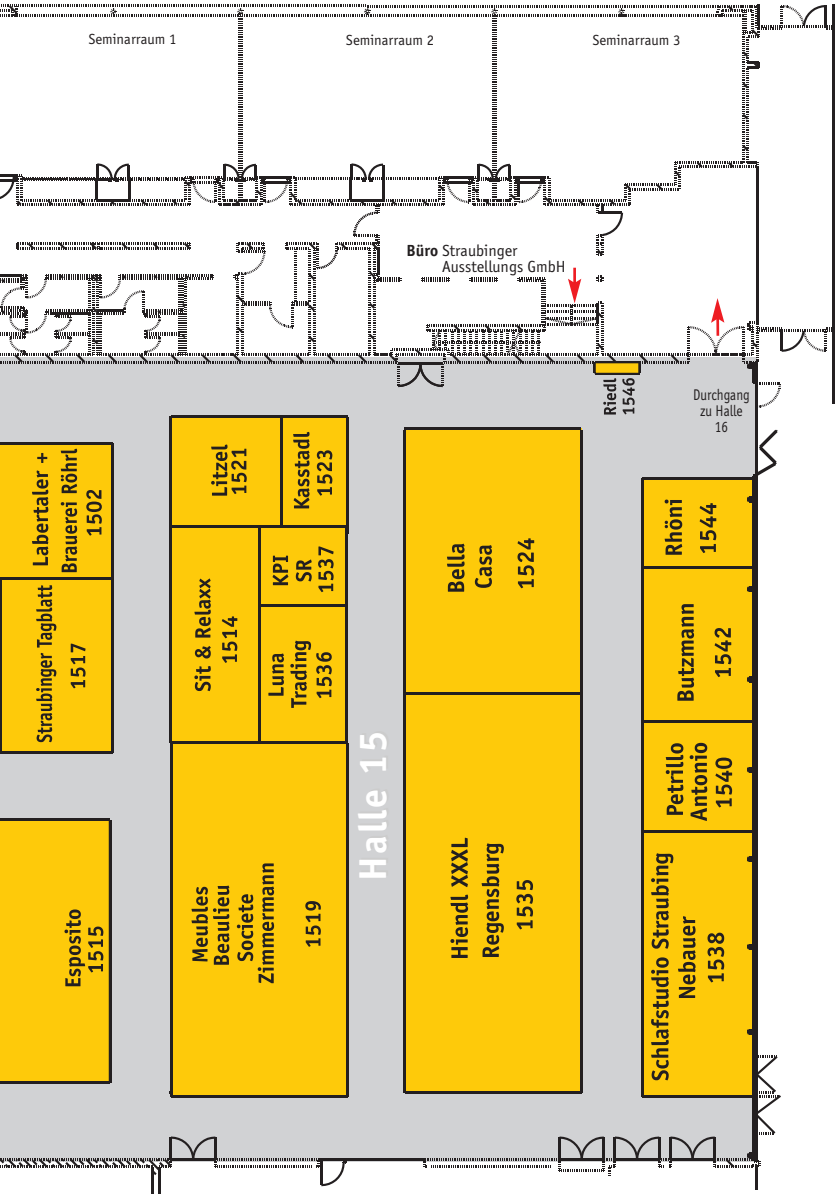 Seminarraum 1
Seminarraum 2
Seminarraum 3
Büro Straubinger
Ausstellungs GmbH
Riedl
1546
Durchgang
zu Halle
16
Labertaler +
Brauerei Röhrl
1502
Straubinger Tagblatt
1517
Esposito
1515
Litzel
1521
Kasstadl
1523
Sit & Relaxx
1514
KPI
SR
1537
Luna
Trading
1536
Meubles
Beaulieu
Societe
Zimmermann
1519
Halle 15
Bella
Casa
1524
Hiendl XXXL
Regensburg
1535
Rhöni
1544
Butzmann
1542
Petrillo
Antonio
1540
Schlafstudio Straubing
Nebauer
1538